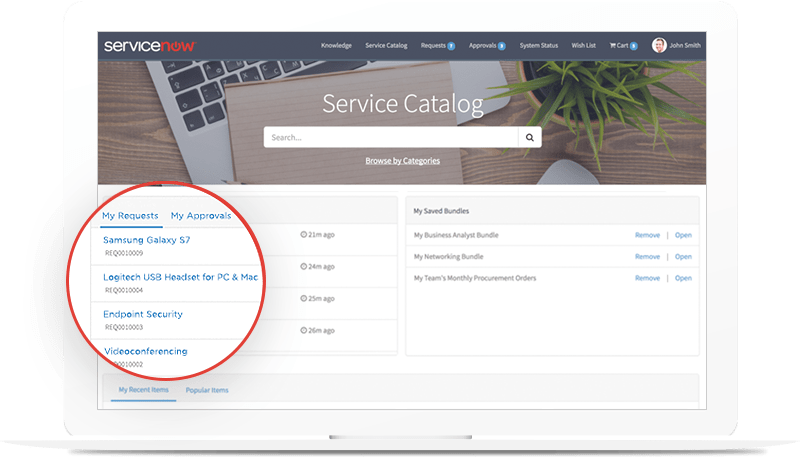 servicenow
Knowledge Service Catalog Requests 9 Approvals 8 System Status Wish List Cart 8 John Smith
Service Catalog
Search...
Browse by Categories
My Requests My Approvals
Samsung Galaxy S7
REQ0010009
21m ago
Logitech USB Headset for PC & Mac
REQ0010004
24m ago
Endpoint Security
REQ0010003
25m ago
Videoconferencing
REQ0010002
26m ago
My Saved Bundles
My Business Analyst Bundle Remove | Open
My Networking Bundle Remove | Open
My Team's Monthly Procurement Orders Remove | Open
My Recent Items Popular Items